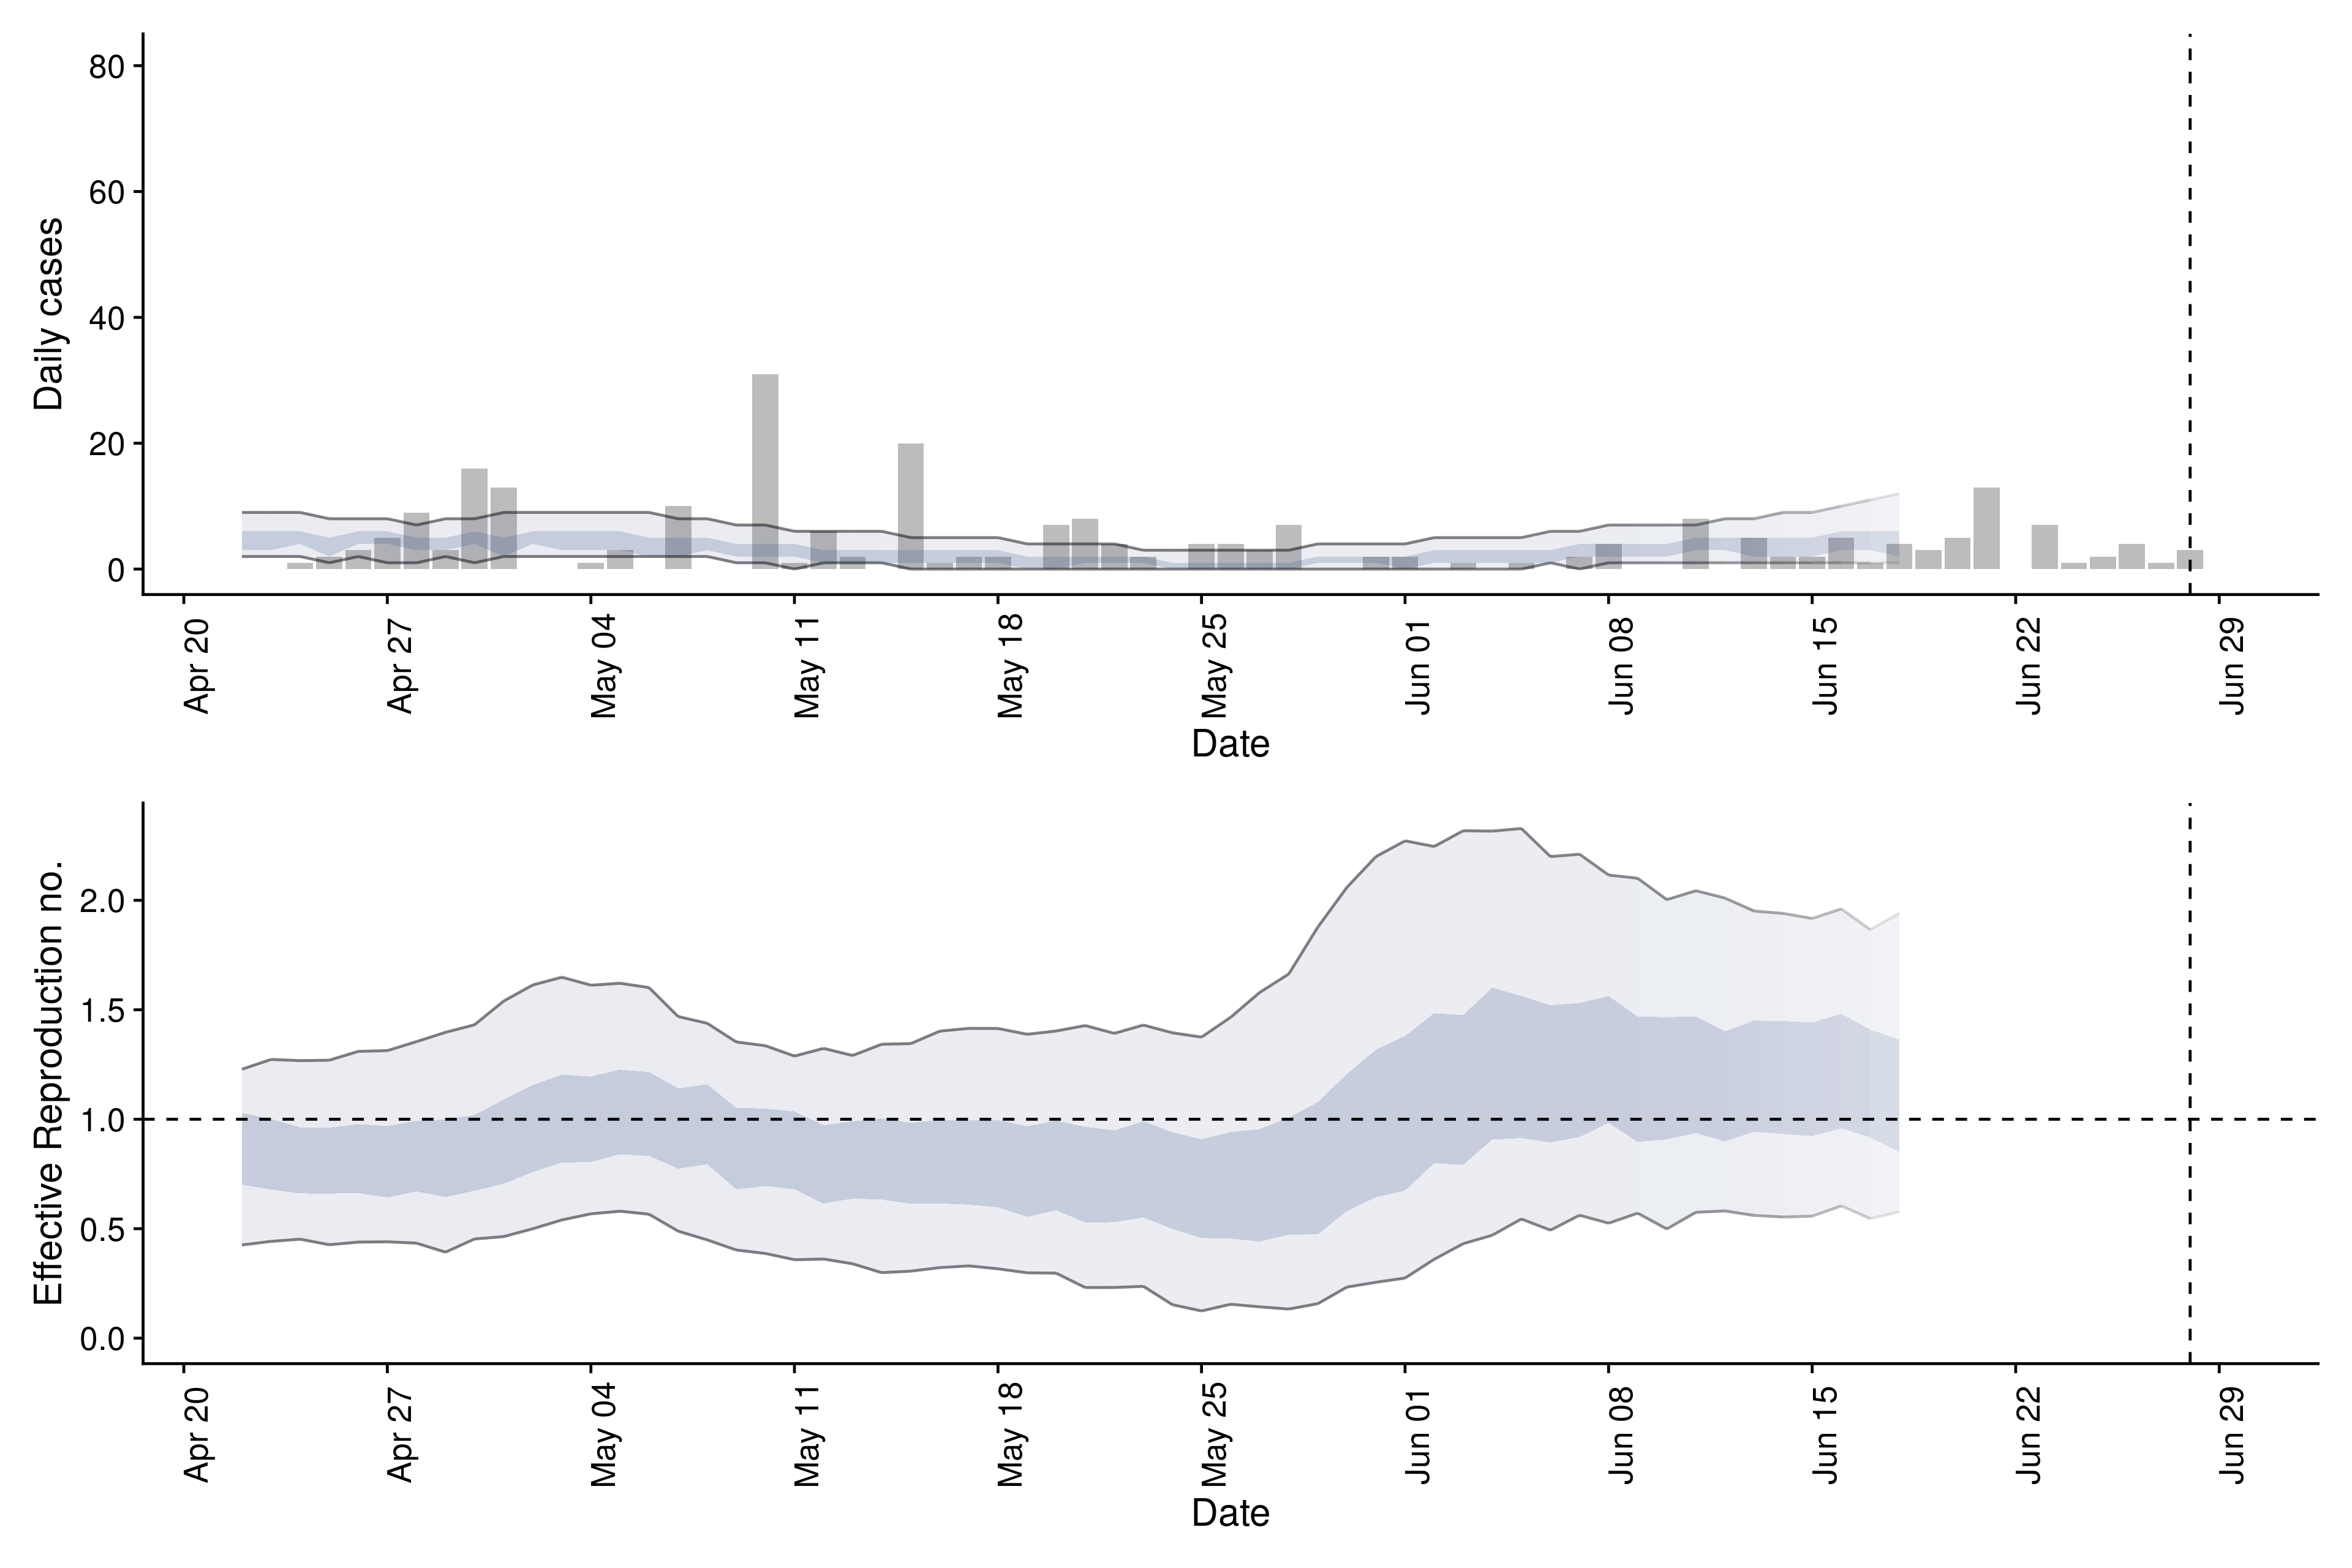 Daily cases
80
60
40
20
0
Apr 20
Apr 27
May 04
May 11
May 18
May 25
Jun 01
Jun 08
Jun 15
Jun 22
Jun 29
Date
Effective Reproduction no.
2.0
1.5
1.0
0.5
0.0
Apr 20
Apr 27
May 04
May 11
May 18
May 25
Jun 01
Jun 08
Jun 15
Jun 22
Jun 29
Date